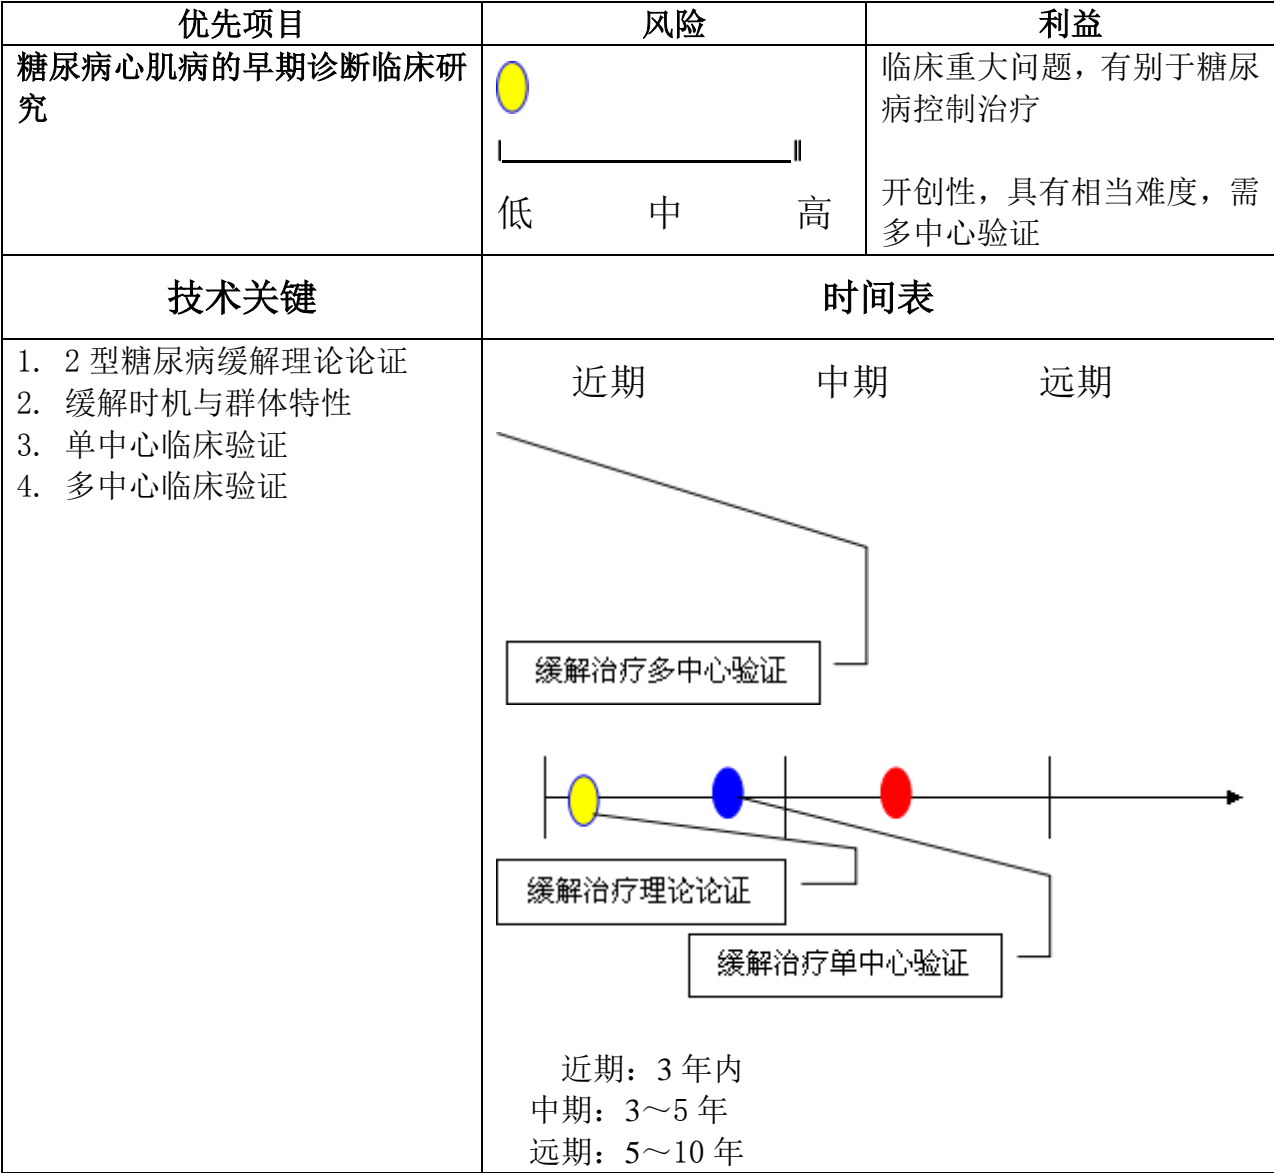 优先项目
风险
利益
糖尿病心肌病的早期诊断临床研
究
低 中 高
临床重大问题，有别于糖尿
病控制治疗
开创性，具有相当难度，需
多中心验证
技术关键
时间表
1. 2 型糖尿病缓解理论论证
2. 缓解时机与群体特性
3. 单中心临床验证
4. 多中心临床验证
近期 中期 远期
缓解治疗多中心验证
缓解治疗理论论证
缓解治疗单中心验证
近期：3 年内
中期：3～5 年
远期：5～10 年